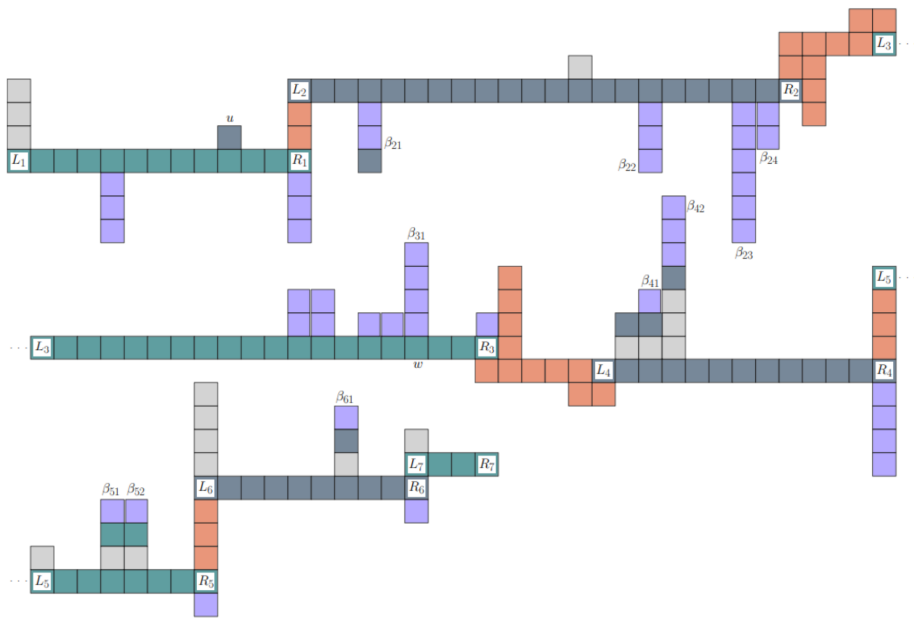 L₃ ···
L₂ R₂
u β₂₁
L₁ R₁ β₂₂ β₂₄
β₄₂
β₃₁ β₂₃
β₄₁ L₅ ···
··· L₃ R₃
w L₄ R₄
β₆₁
L₇ R₇
β₅₁ β₅₂ L₆ R₆
··· L₅ R₅